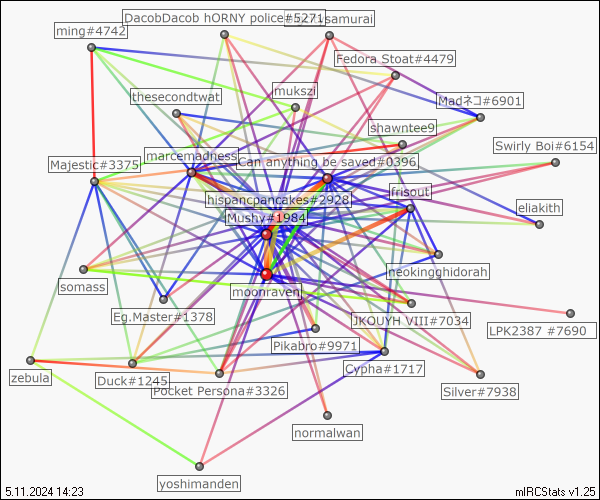 DacobDacob hORNY police#5271
samurai
ming#4742
Fedora Stoat#4479
mukszi
thesecondtwat
Madネコ#6901
shawntee9
Swirly Boi#6154
marcemadness
Can anything be saved#0396
Majestic#3375
hispancpancakes#2928
frisout
Mushy#1984
eliakith
neokingghidorah
somass
moonraven
Eg.Master#1378
JKOUYH VIII#7034
LPK2387 #7690
Pikabro#9971
Cypha#1717
zebula
Duck#1245
Pocket Persona#3326
Silver#7938
normalwan
yoshimanden
5.11.2024 14:23
mIRCStats v1.25